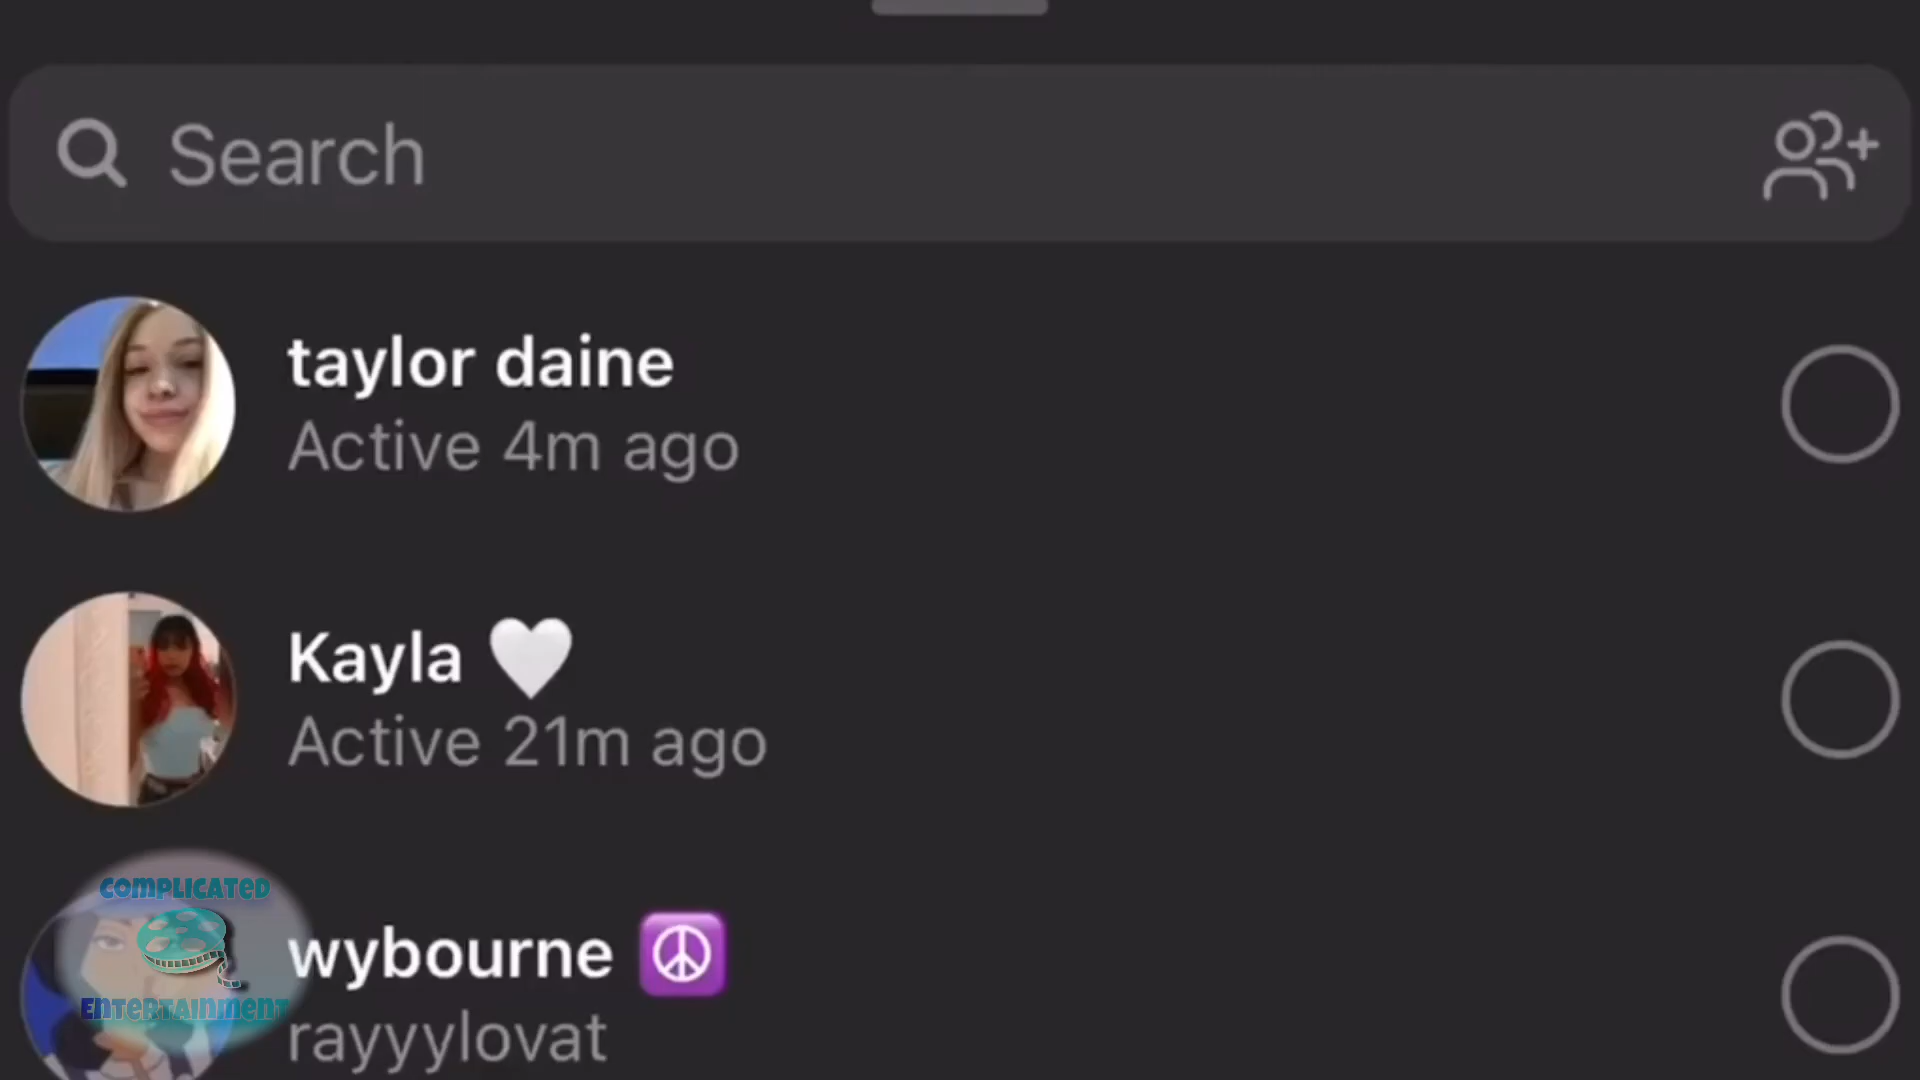 Search
taylor daine
Active 4m ago
Kayla 🤍
Active 21m ago
wybourne ☮️
rayyylovat
COMPLICATED
ENTERTAINMENT